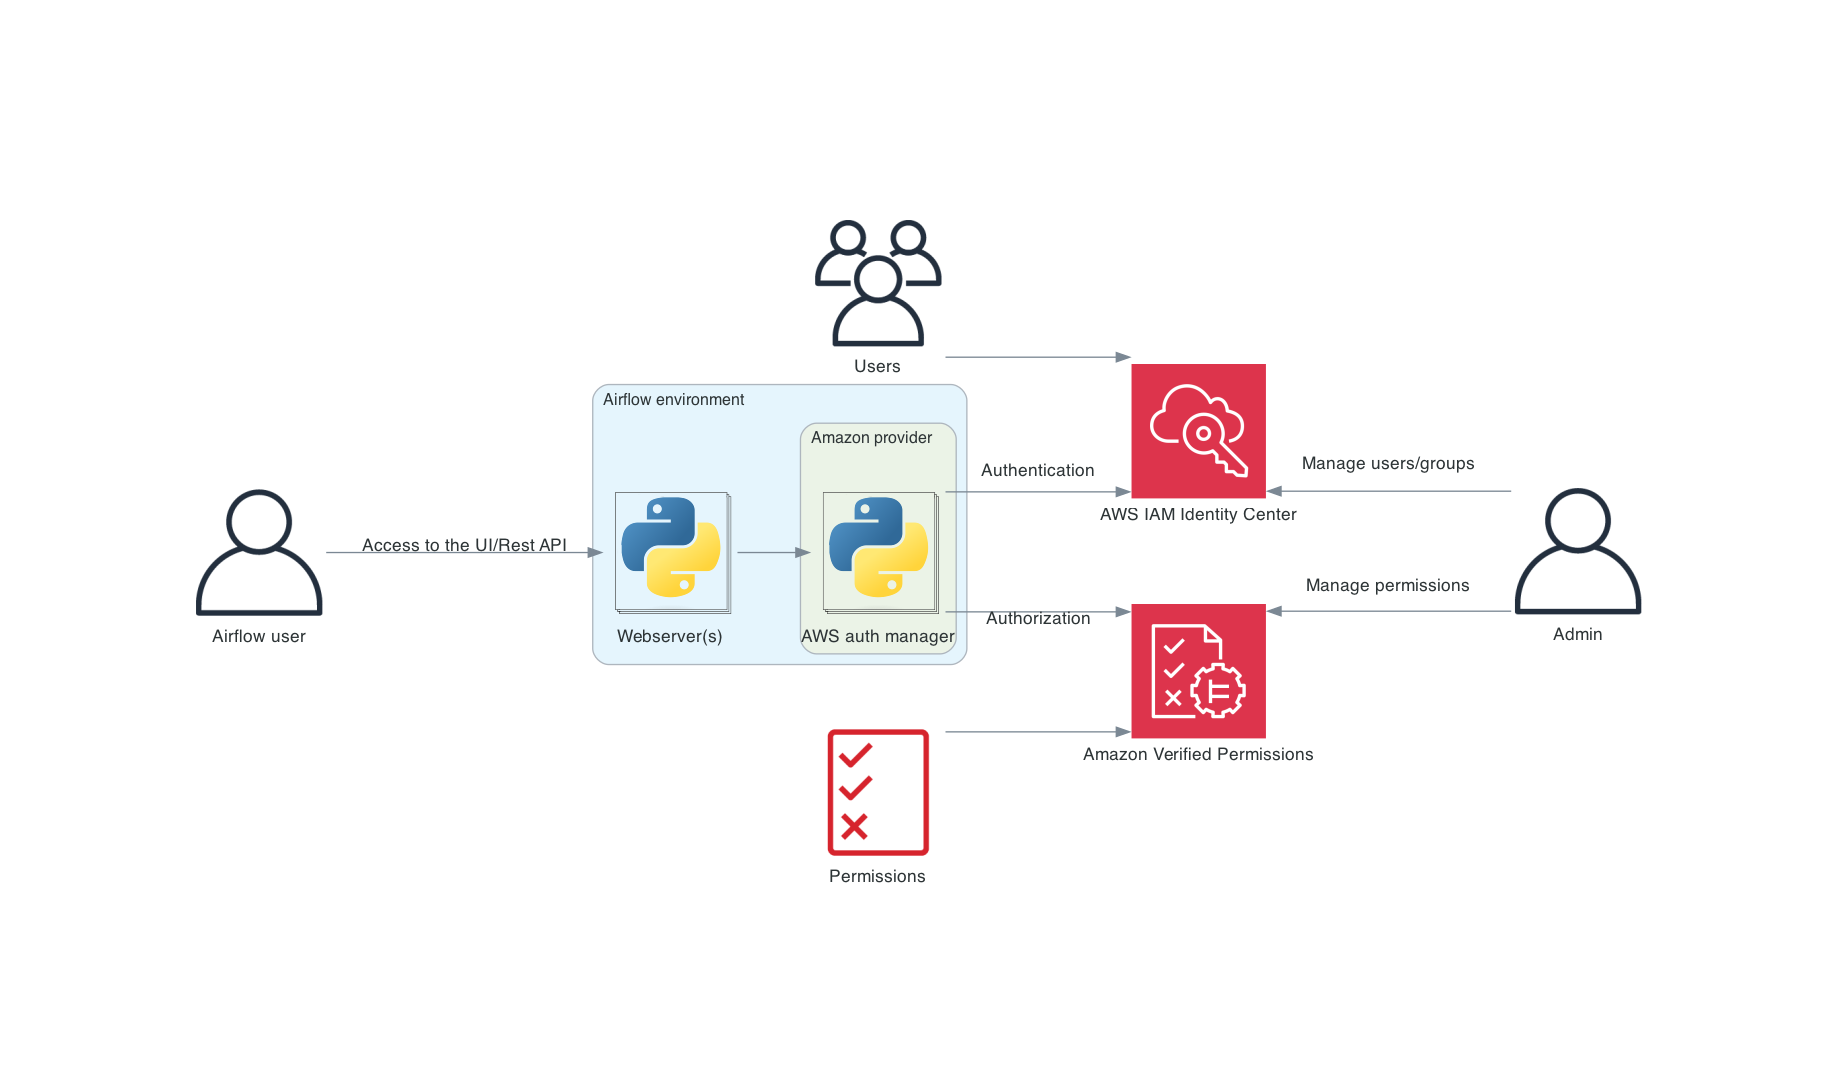 Users
Airflow environment
Amazon provider
Authentication
Manage users/groups
AWS IAM Identity Center
Access to the UI/Rest API
Manage permissions
Authorization
Airflow user
Webserver(s)
AWS auth manager
Admin
Amazon Verified Permissions
Permissions